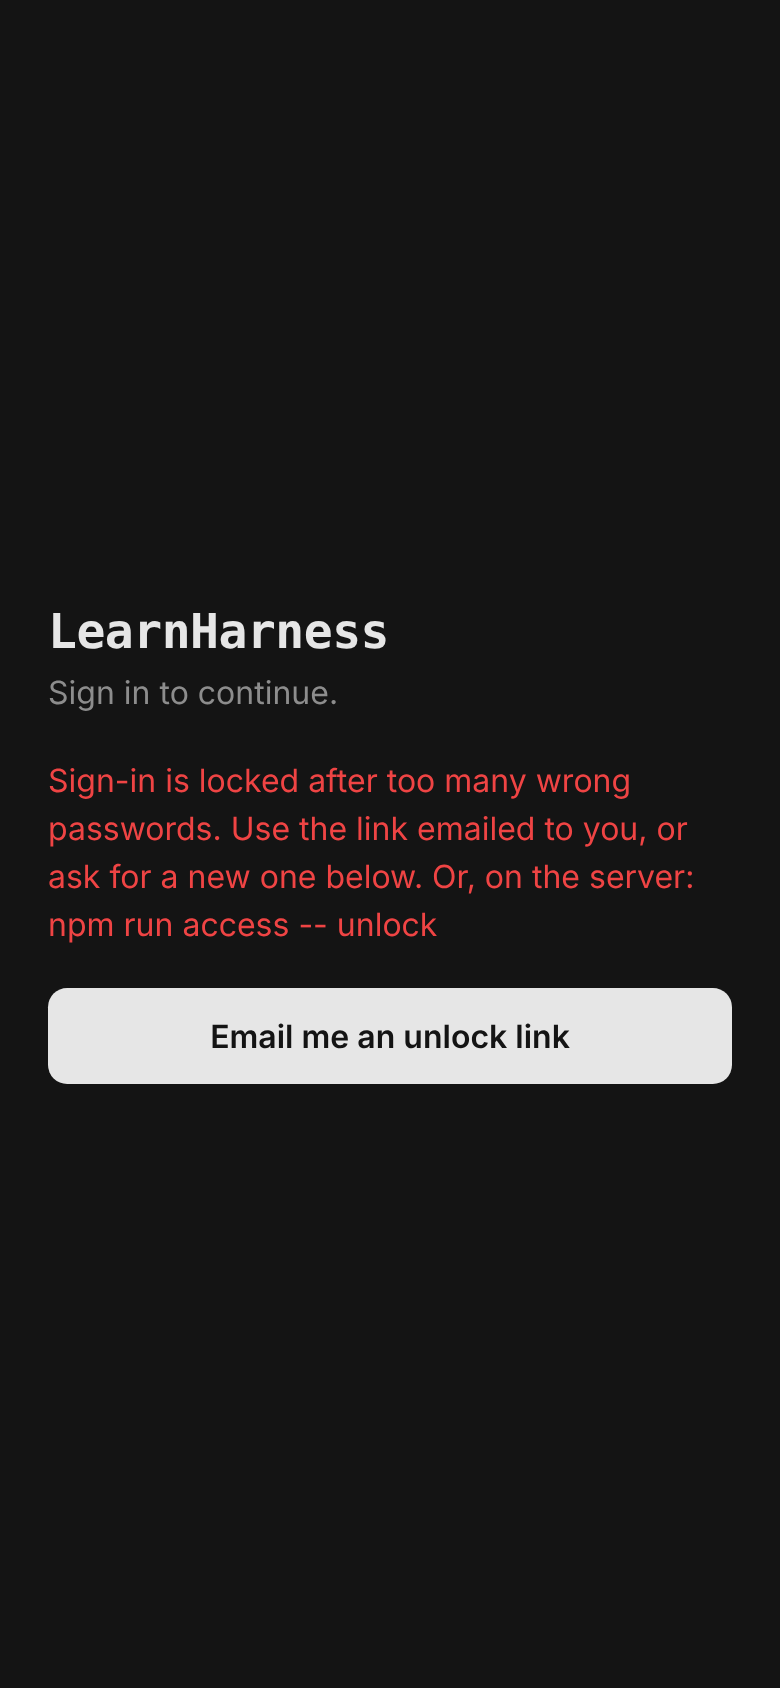 LearnHarness
Sign in to continue.
Sign-in is locked after too many wrong
passwords. Use the link emailed to you, or
ask for a new one below. Or, on the server:
npm run access -- unlock
Email me an unlock link